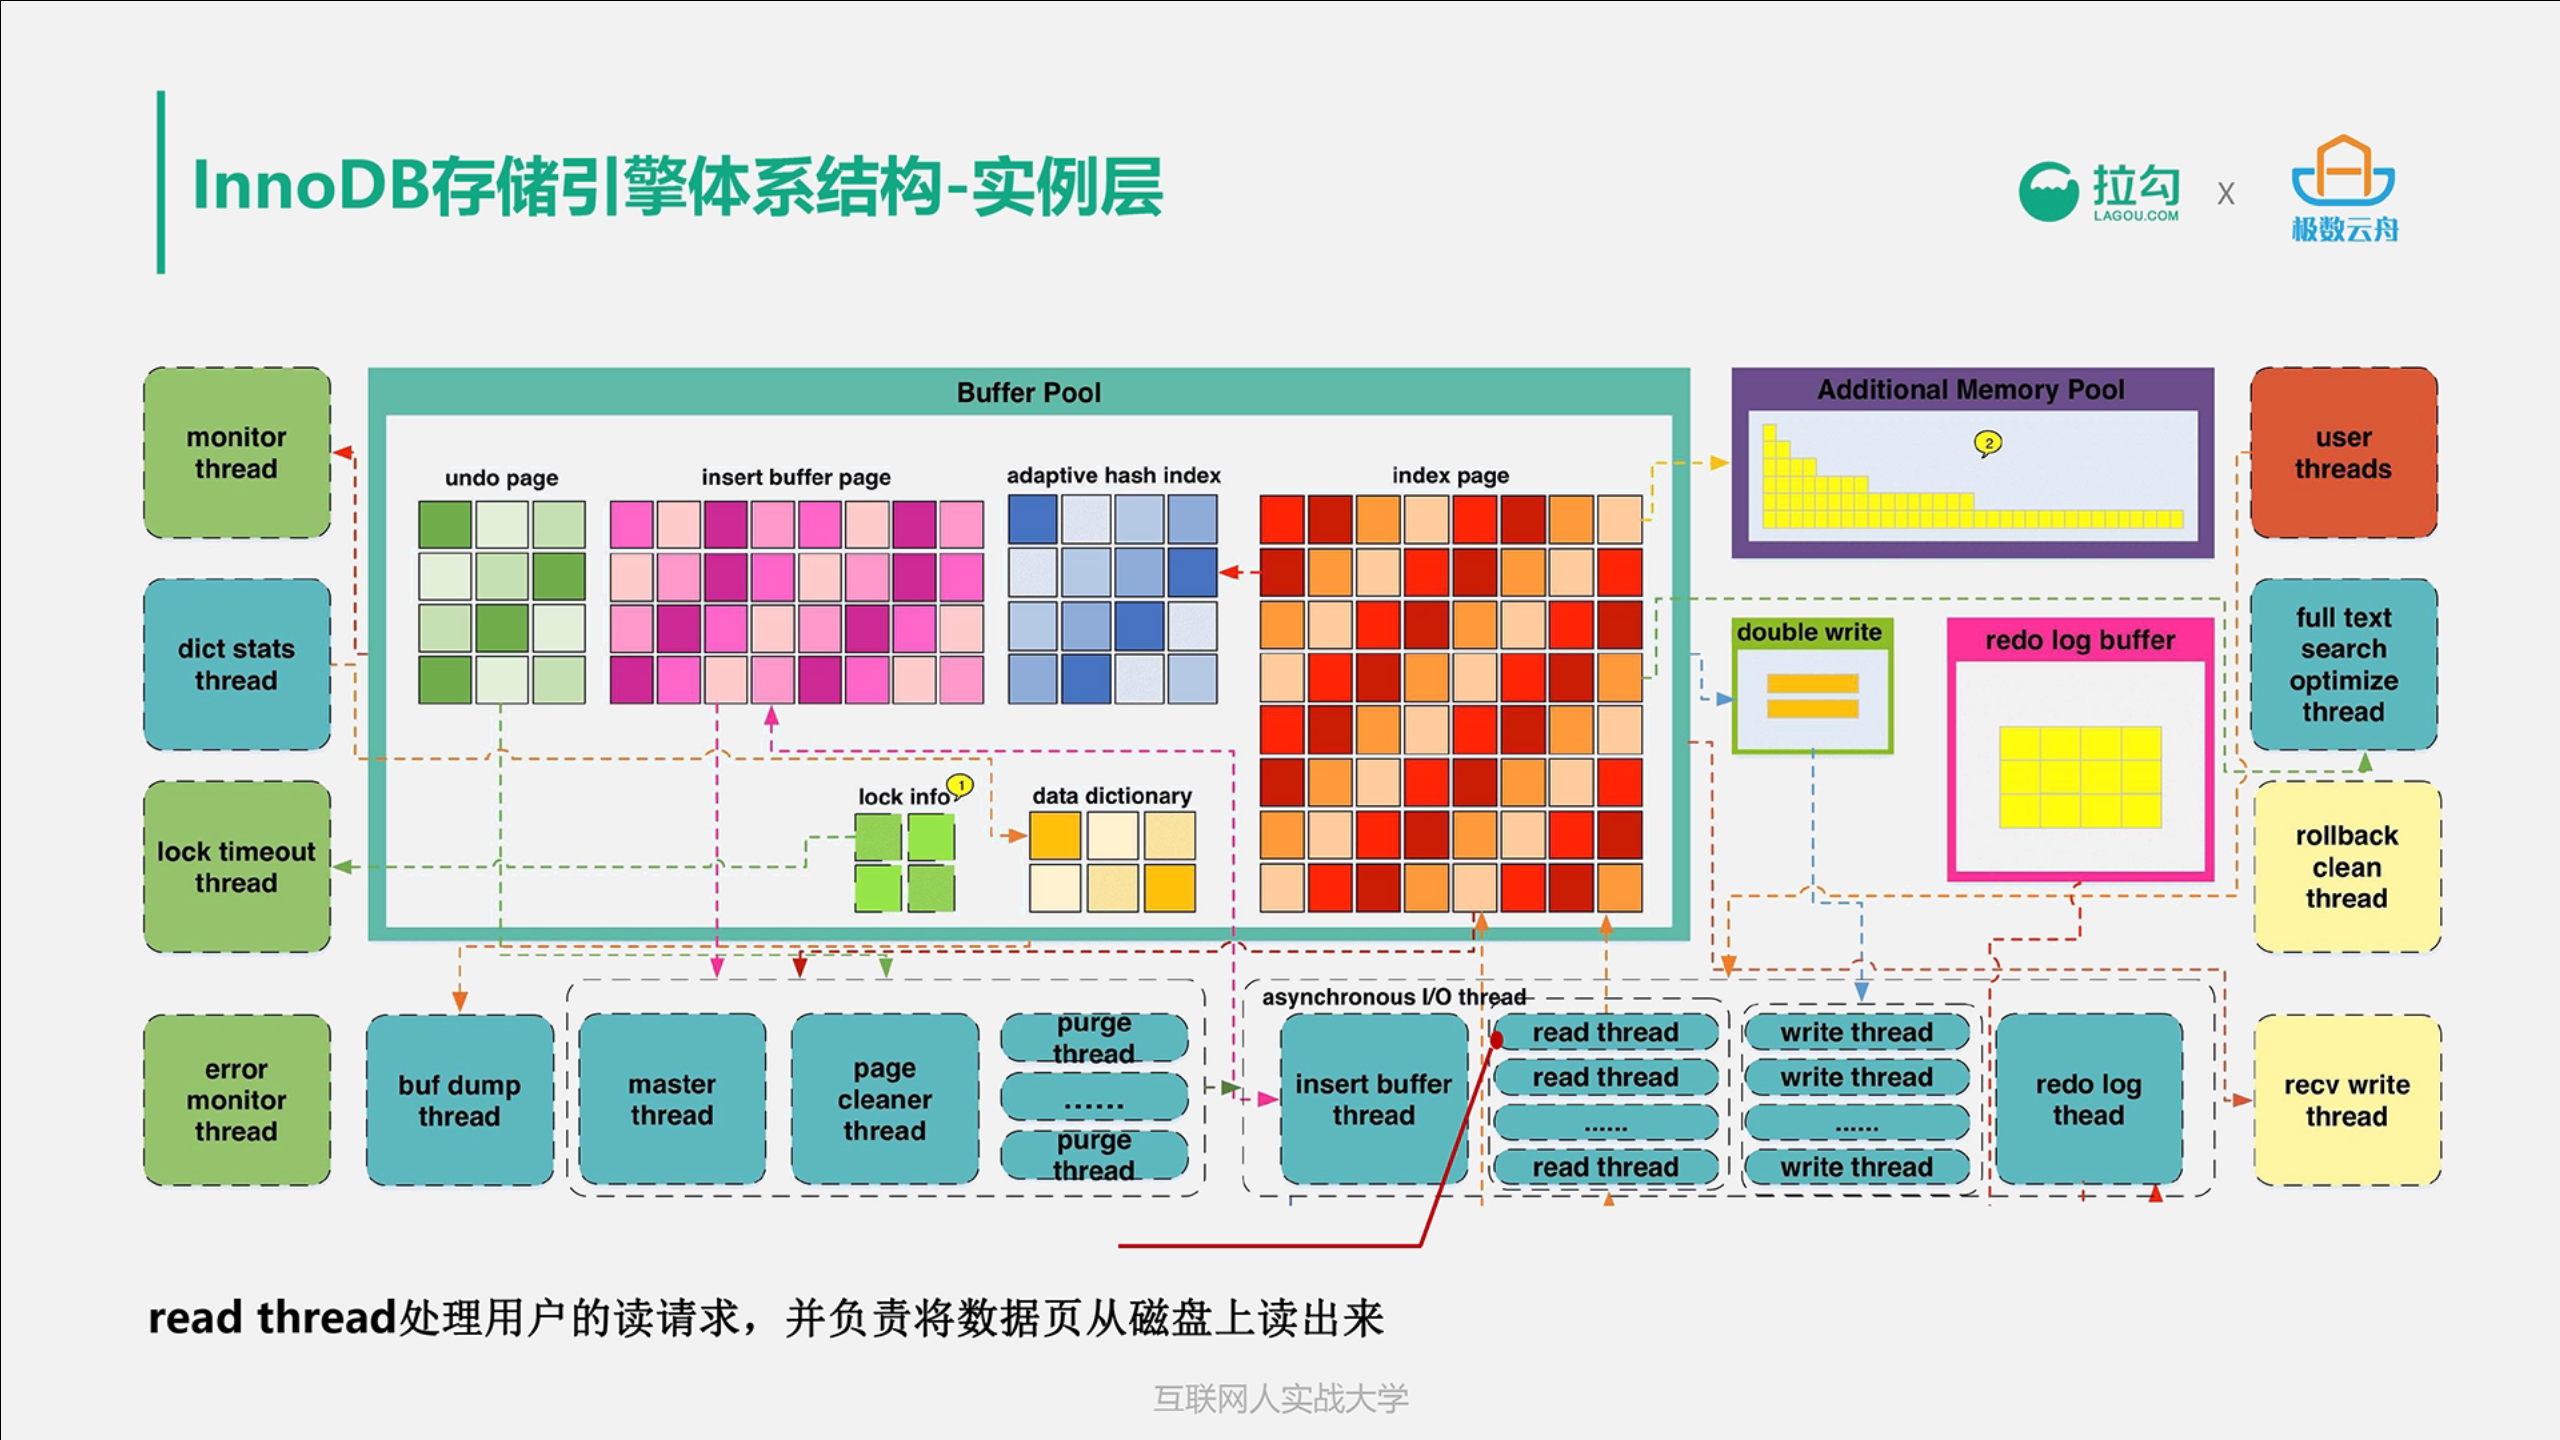 InnoDB存储引擎体系结构-实例层
拉勾
LAGOU.COM
X
极数云舟
monitor
thread
Buffer Pool
Additional Memory Pool
2
user
threads
undo page
insert buffer page
adaptive hash index
index page
dict stats
thread
double write
redo log buffer
full text
search
optimize
thread
lock timeout
thread
lock info
1
data dictionary
rollback
clean
thread
error
monitor
thread
buf dump
thread
master
thread
page
cleaner
thread
purge
thread
......
purge
thread
asynchronous I/O thread
insert buffer
thread
read thread
read thread
......
read thread
write thread
write thread
......
write thread
redo log
thead
recv write
thread
read thread处理用户的读请求，并负责将数据页从磁盘上读出来
互联网人实战大学